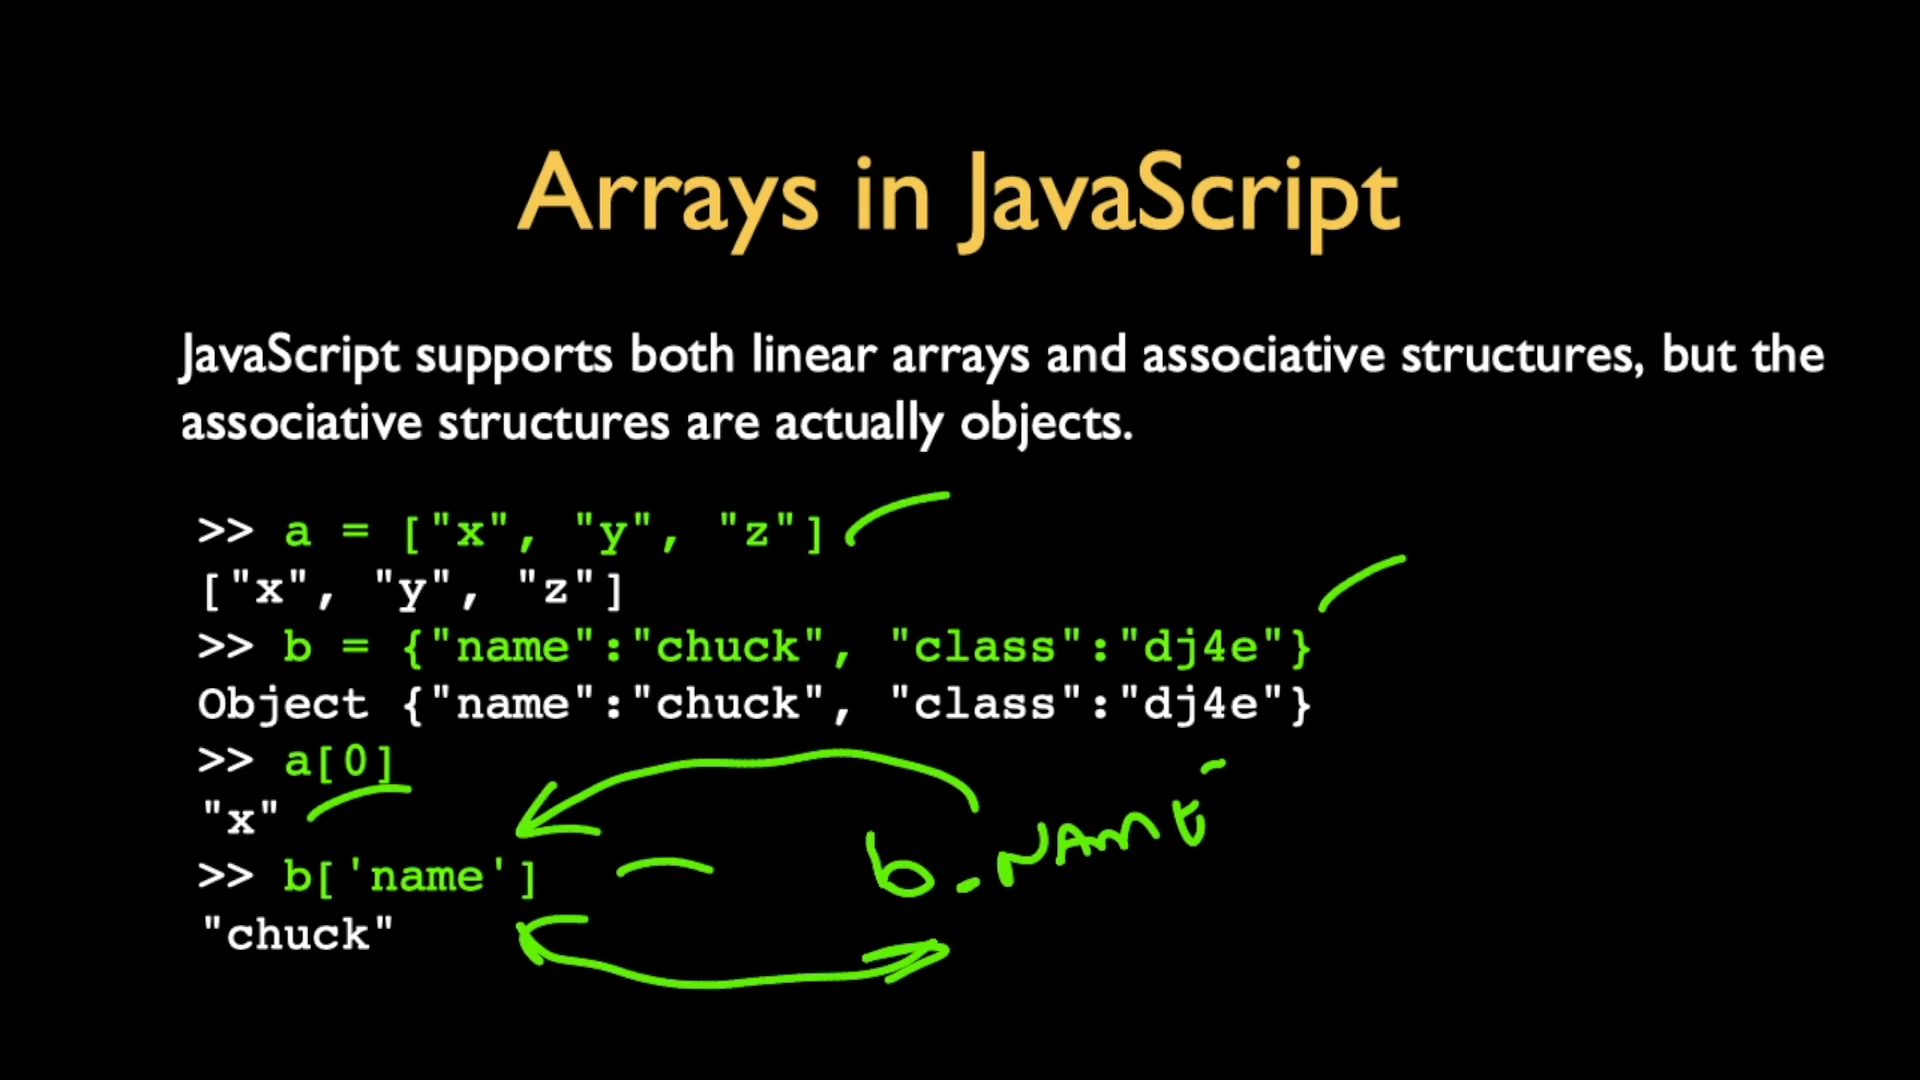 Arrays in JavaScript
JavaScript supports both linear arrays and associative structures, but the
associative structures are actually objects.
>> a = ["x", "y", "z"]
["x", "y", "z"]
>> b = {"name":"chuck", "class":"dj4e"}
Object {"name":"chuck", "class":"dj4e"}
>> a[0]
"x"
>> b['name']
b.NAME
"chuck"